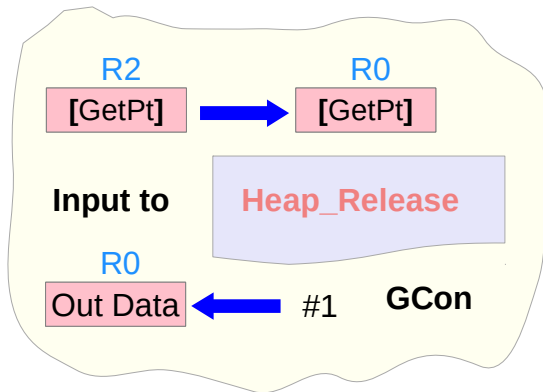 R2 R0
[GetPt] [GetPt]
Input to Heap_Release
R0
Out Data #1 GCon